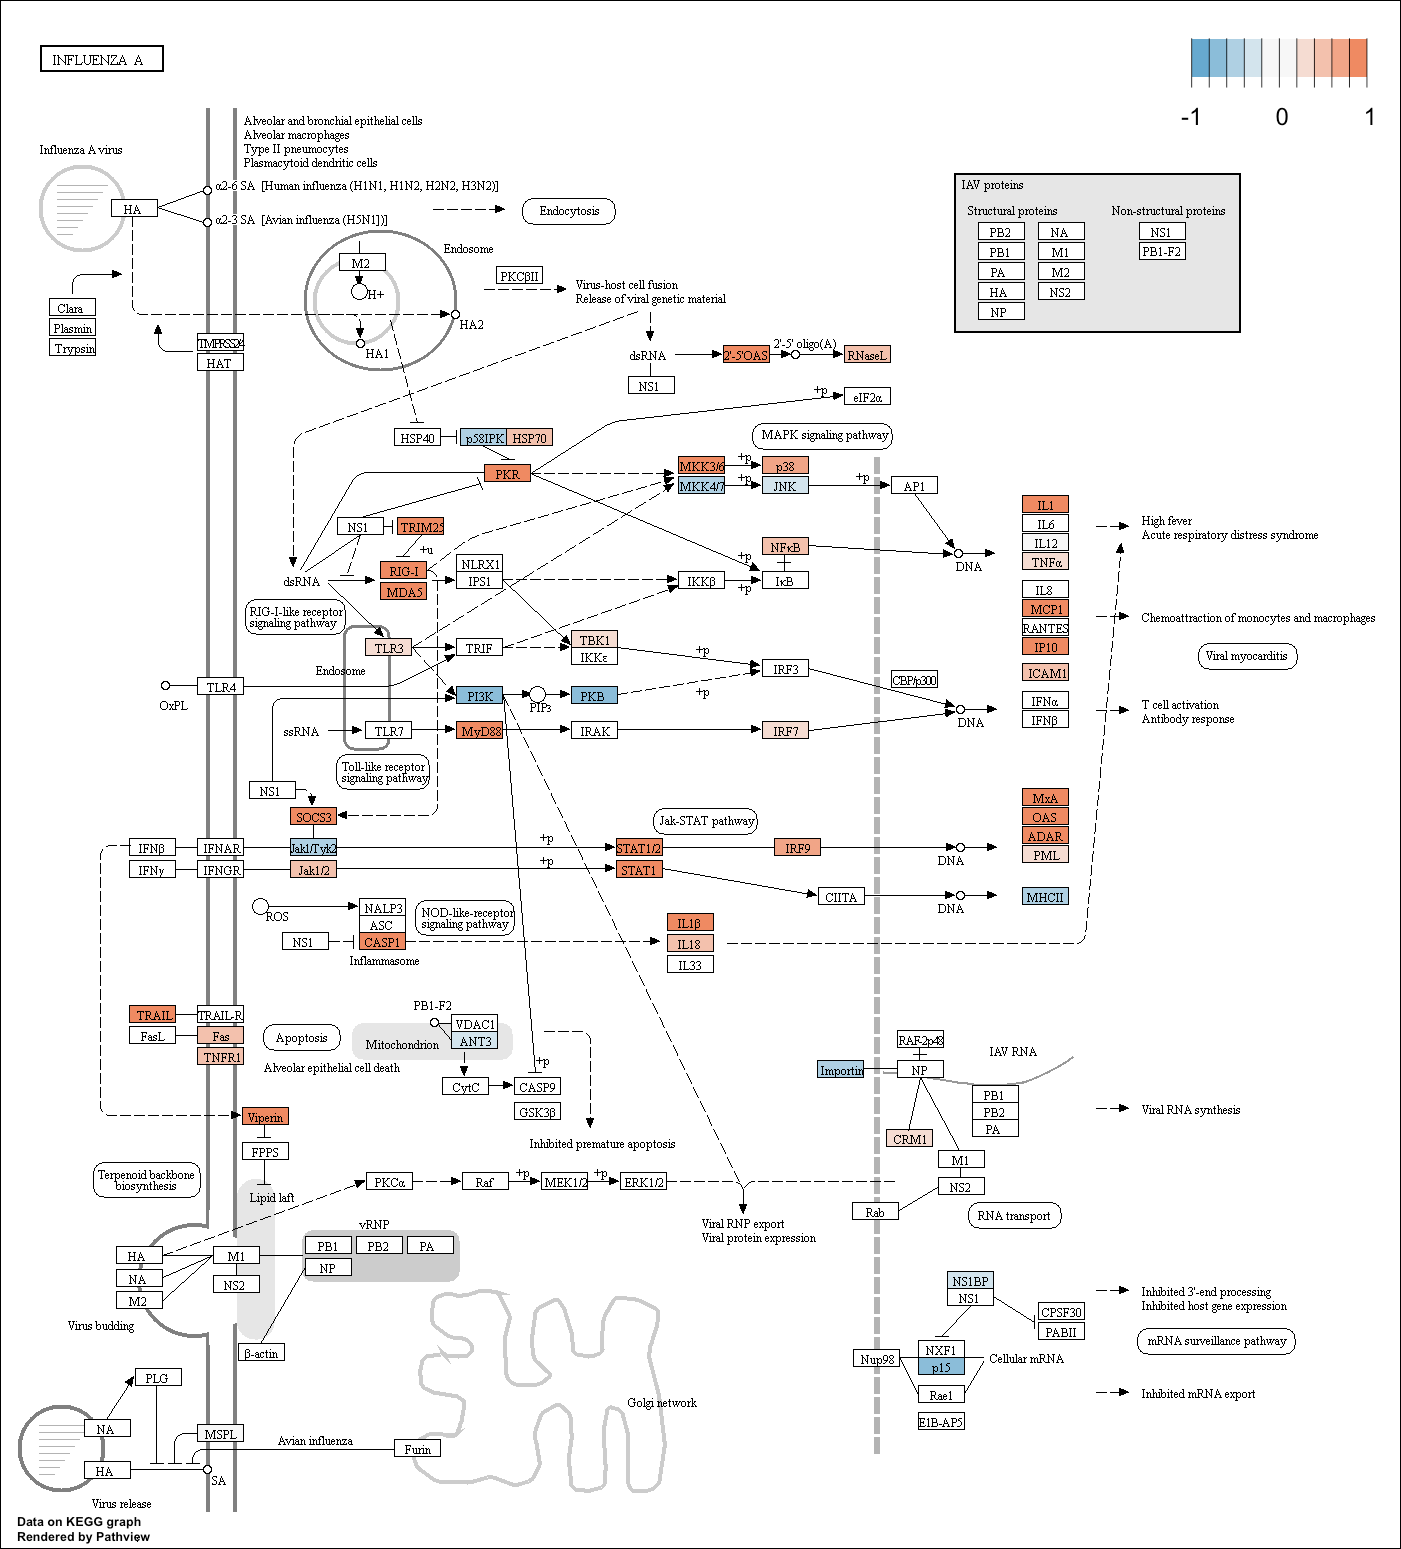 INFLUENZA A
-1 0 1
Alveolar and bronchial epithelial cells
Alveolar macrophages
Type II pneumocytes
Plasmacytoid dendritic cells
Influenza A virus
HA
α2-6 SA [Human influenza (H1N1, H1N2, H2N2, H3N2)]
α2-3 SA [Avian influenza (H5N1])]
Endocytosis
IAV proteins
Structural proteins
Non-structural proteins
PB2
NA
NS1
PB1
M1
PB1-F2
PA
M2
HA
NS2
NP
Endosome
M2
H+
HA1
HA2
PKCβII
Virus-host cell fusion
Release of viral genetic material
Clara
Plasmin
Trypsin
HAT
dsRNA
NS1
2'-5'OAS
2'-5' oligo(A)
RNaseL
+p
eIF2α
HSP40
p58IPK
HSP70
MAPK signaling pathway
PKR
MKK3/6
+p
p38
MKK4/7
+p
JNK
+p
AP1
NS1
TRIM25
+u
RIG-I
MDA5
dsRNA
NLRX1
IPS1
IKKβ
+p
+p
NFκB
IκB
DNA
IL1
IL6
IL12
TNFα
IL8
MCP1
RANTES
IP10
ICAM1
IFNα
IFNβ
High fever
Acute respiratory distress syndrome
Chemoattraction of monocytes and macrophages
Viral myocarditis
T cell activation
Antibody response
RIG-I-like receptor
signaling pathway
Endosome
TLR3
TRIF
TBK1
IKKε
+p
IRF3
CBP/p300
TLR4
OxPL
PI3K
PIP3
PKB
+p
DNA
ssRNA
TLR7
MyD88
IRAK
IRF7
Toll-like receptor
signaling pathway
NS1
SOCS3
Jak-STAT pathway
IFNβ
IFNAR
Jak1/Tyk2
+p
STAT1/2
IRF9
DNA
MxA
OAS
ADAR
PML
IFNγ
IFNGR
Jak1/2
+p
STAT1
CIITA
DNA
MHCII
ROS
NALP3
ASC
CASP1
NS1
Inflammasome
NOD-like-receptor
signaling pathway
IL1β
IL18
IL33
TRAIL
TRAIL-R
FasL
Fas
TNFR1
Apoptosis
Alveolar epithelial cell death
PB1-F2
Mitochondrion
VDAC1
ANT3
CytC
CASP9
+p
GSK3β
Inhibited premature apoptosis
Importin
RAF-2p48
NP
IAV RNA
PB1
PB2
PA
Viral RNA synthesis
CRM1
M1
NS2
Rab
RNA transport
Viperin
FPPS
Lipid laft
Terpenoid backbone
biosynthesis
PKCα
Raf
+p
MEK1/2
+p
ERK1/2
Viral RNP export
Viral protein expression
vRNP
PB1
PB2
PA
NP
HA
NA
M2
M1
NS2
Virus budding
β-actin
NS1BP
NS1
CPSF30
PABII
Inhibited 3'-end processing
Inhibited host gene expression
mRNA surveillance pathway
Nup98
NXF1
p15
Rae1
E1B-AP5
Cellular mRNA
Inhibited mRNA export
PLG
NA
HA
MSPL
SA
Avian influenza
Furin
Golgi network
Virus release
Data on KEGG graph
Rendered by Pathview